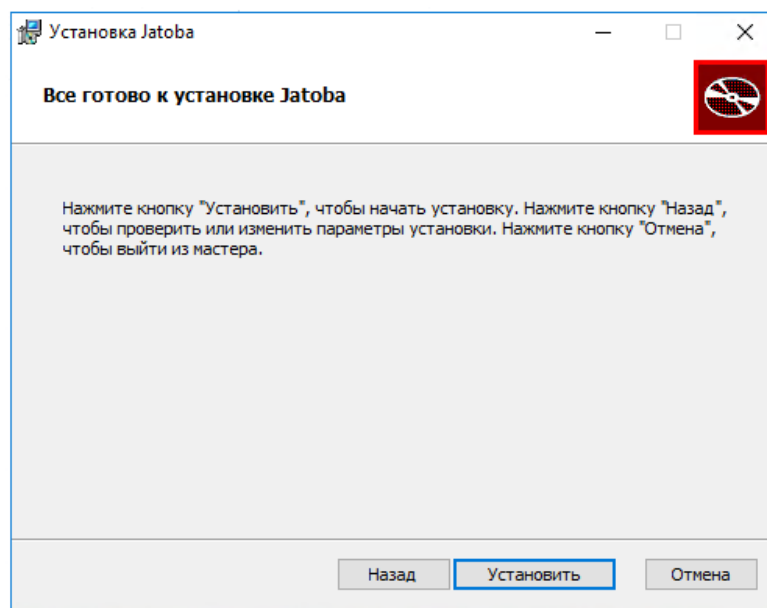 Установка Jatoba
Все готово к установке Jatoba
Нажмите кнопку "Установить", чтобы начать установку. Нажмите кнопку "Назад",
чтобы проверить или изменить параметры установки. Нажмите кнопку "Отмена",
чтобы выйти из мастера.
Назад Установить Отмена